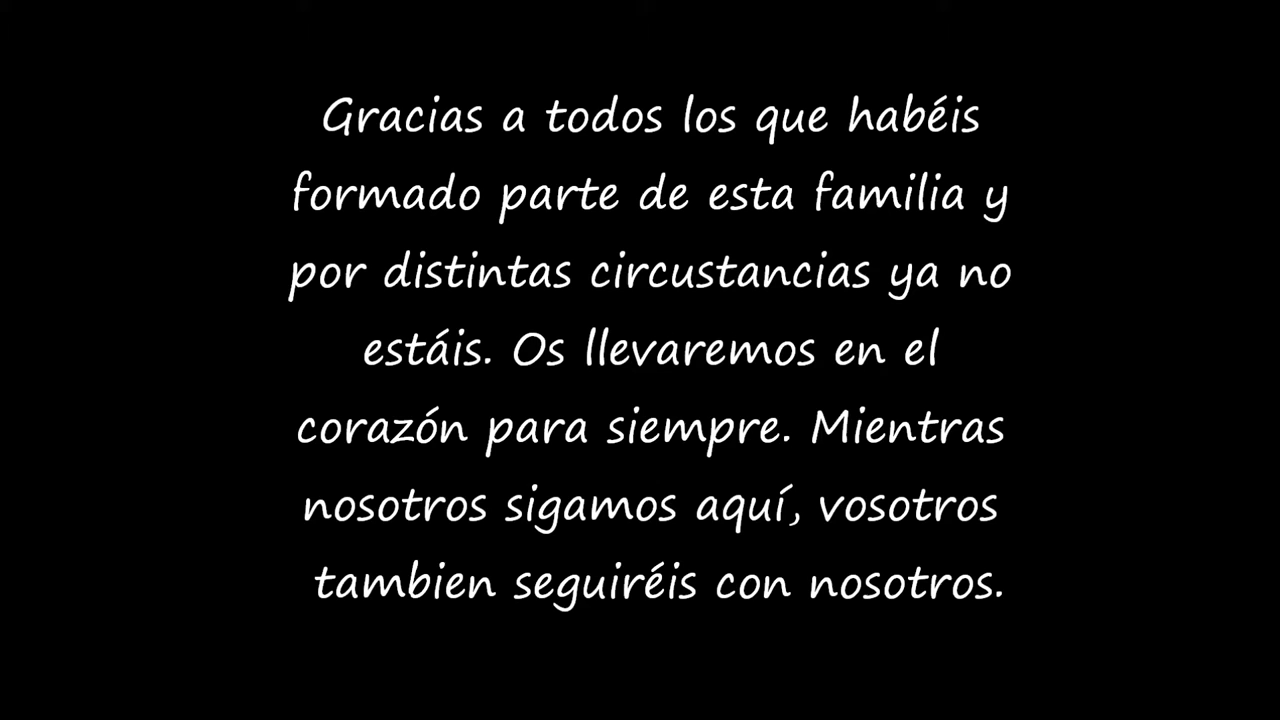 Gracias a todos los que habéis
formado parte de esta familia y
por distintas circustancias ya no
estáis. Os llevaremos en el
corazón para siempre. Mientras
nosotros sigamos aquí, vosotros
tambien seguiréis con nosotros.